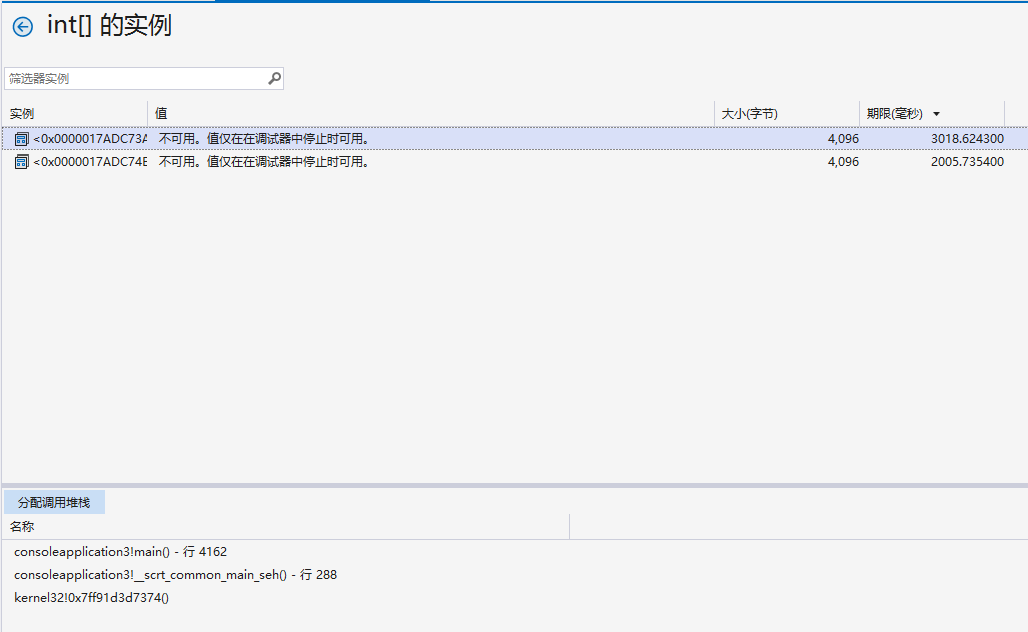 int[] 的实例
筛选器实例
实例 值 大小(字节) 期限(毫秒)
<0x0000017ADC73A 不可用。值仅在在调试器中停止时可用。 4,096 3018.624300
<0x0000017ADC74E 不可用。值仅在在调试器中停止时可用。 4,096 2005.735400
分配调用堆栈
名称
consoleapplication3!main() - 行 4162
consoleapplication3!__scrt_common_main_seh() - 行 288
kernel32!0x7ff91d3d7374()